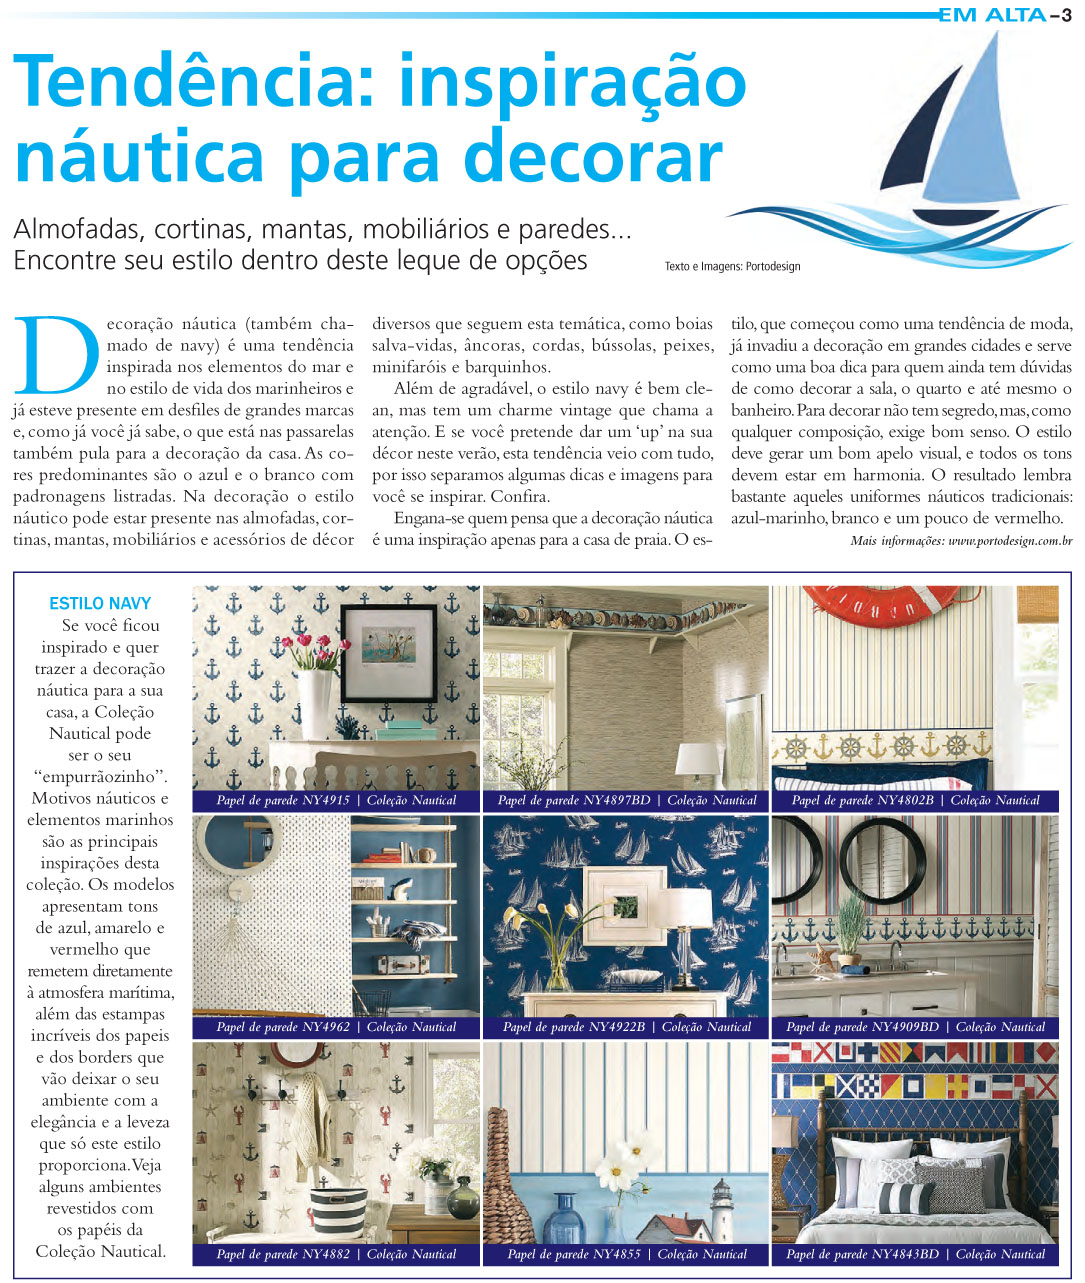 EM ALTA – 3
Tendência: inspiração
náutica para decorar
Almofadas, cortinas, mantas, mobiliários e paredes...
Encontre seu estilo dentro deste leque de opções
Texto e Imagens: Portodesign
Decoração náutica (também cha-
mado de navy) é uma tendência
inspirada nos elementos do mar e
no estilo de vida dos marinheiros e
já esteve presente em desfiles de grandes marcas
e, como já você já sabe, o que está nas passarelas
também pula para a decoração da casa. As co-
res predominantes são o azul e o branco com
padronagens listradas. Na decoração o estilo
náutico pode estar presente nas almofadas, cor-
tinas, mantas, mobiliários e acessórios de décor
diversos que seguem esta temática, como boias
salva-vidas, âncoras, cordas, bússolas, peixes,
minifaróis e barquinhos.
Além de agradável, o estilo navy é bem cle-
an, mas tem um charme vintage que chama a
atenção. E se você pretende dar um ‘up’ na sua
décor neste verão, esta tendência veio com tudo,
por isso separamos algumas dicas e imagens para
você se inspirar. Confira.
Engana-se quem pensa que a decoração náutica
é uma inspiração apenas para a casa de praia. O es-
tilo, que começou como uma tendência de moda,
já invadiu a decoração em grandes cidades e serve
como uma boa dica para quem ainda tem dúvidas
de como decorar a sala, o quarto e até mesmo o
banheiro. Para decorar não tem segredo, mas, como
qualquer composição, exige bom senso. O estilo
deve gerar um bom apelo visual, e todos os tons
devem estar em harmonia. O resultado lembra
bastante aqueles uniformes náuticos tradicionais:
azul-marinho, branco e um pouco de vermelho.
Mais informações: www.portodesign.com.br
ESTILO NAVY
Se você ficou
inspirado e quer
trazer a decoração
náutica para a sua
casa, a Coleção
Nautical pode
ser o seu
“empurrãozinho”.
Motivos náuticos e
elementos marinhos
são as principais
inspirações desta
coleção. Os modelos
apresentam tons
de azul, amarelo e
vermelho que
remetem diretamente
à atmosfera marítima,
além das estampas
incríveis dos papeis
e dos borders que
vão deixar o seu
ambiente com a
elegância e a leveza
que só este estilo
proporciona. Veja
alguns ambientes
revestidos com
os papéis da
Coleção Nautical.
Papel de parede NY4915 | Coleção Nautical
Papel de parede NY4897BD | Coleção Nautical
Papel de parede NY4802B | Coleção Nautical
Papel de parede NY4962 | Coleção Nautical
Papel de parede NY4922B | Coleção Nautical
Papel de parede NY4909BD | Coleção Nautical
Papel de parede NY4882 | Coleção Nautical
Papel de parede NY4855 | Coleção Nautical
Papel de parede NY4843BD | Coleção Nautical